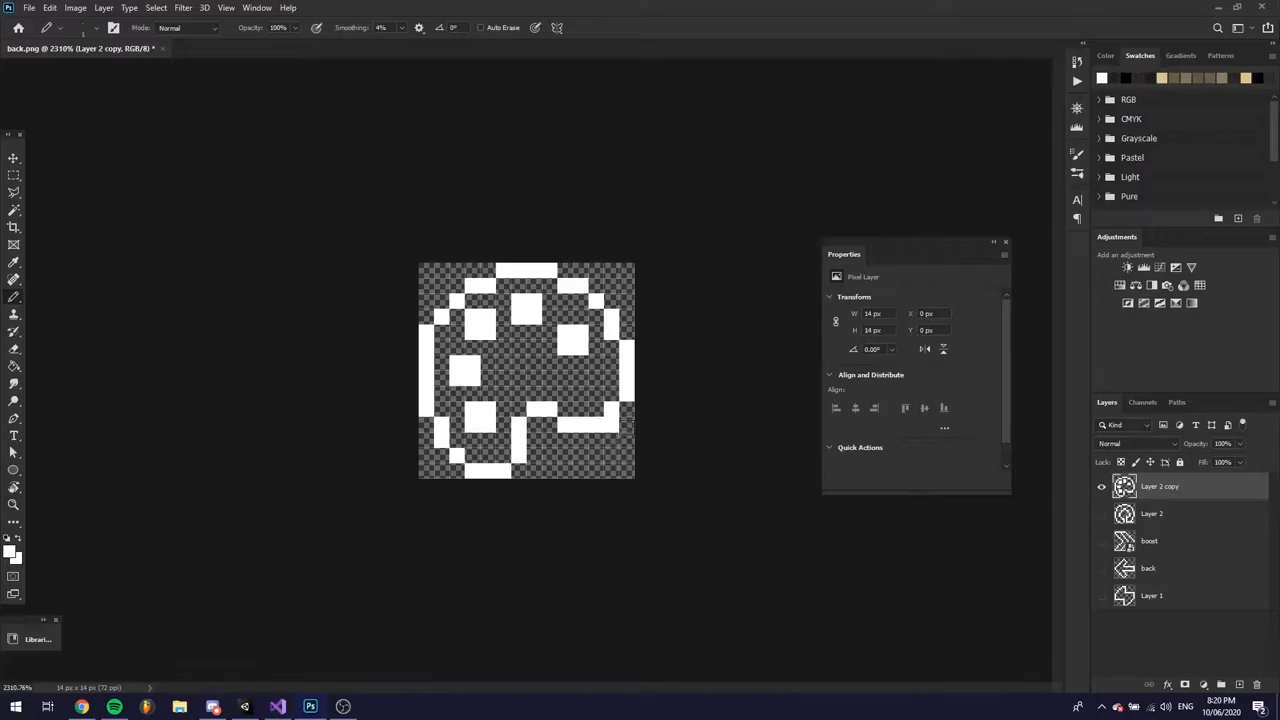 Ps File Edit Image Layer Type Select Filter 3D View Window Help
1 Mode: Normal Opacity: 100% Smoothing: 4% 0° Auto Erase
back.png @ 2310% (Layer 2 copy, RGB/8) *
Color Swatches Gradients Patterns
RGB
CMYK
Grayscale
Pastel
Light
Pure
Adjustments
Add an adjustment
Properties
Pixel Layer
Transform
W 14 px X 0 px
H 14 px Y 0 px
0.00°
Align and Distribute
Align:
Quick Actions
Layers Channels Paths
Kind
Normal Opacity: 100%
Lock: Fill: 100%
Layer 2 copy
Layer 2
boost
back
Layer 1
Librari...
2310.76% 14 px x 14 px (72 ppi)
Ps ENG 8:20 PM
10/06/2020 2